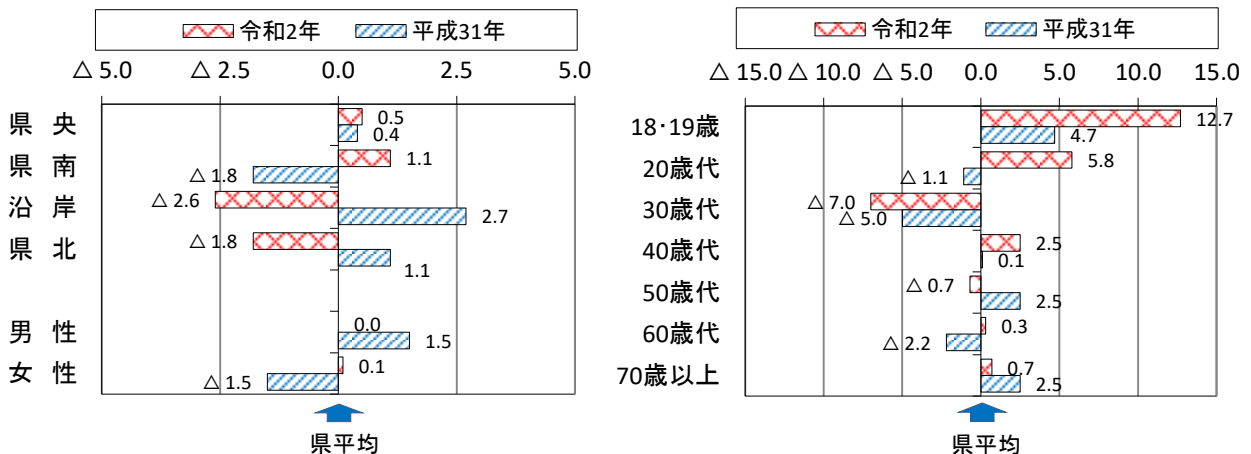 令和2年 平成31年
△ 5.0 △ 2.5 0.0 2.5 5.0
県 央 0.5
0.4
県 南 1.1
△ 1.8
沿 岸 △ 2.6
2.7
県 北 △ 1.8
1.1
男 性 0.0
1.5
女 性 0.1
△ 1.5
県平均
令和2年 平成31年
△ 15.0 △ 10.0 △ 5.0 0.0 5.0 10.0 15.0
18･19歳 12.7
4.7
20歳代 5.8
△ 1.1
30歳代 △ 7.0
△ 5.0
40歳代 2.5
0.1
50歳代 △ 0.7
2.5
60歳代 0.3
△ 2.2
70歳以上 0.7
2.5
県平均